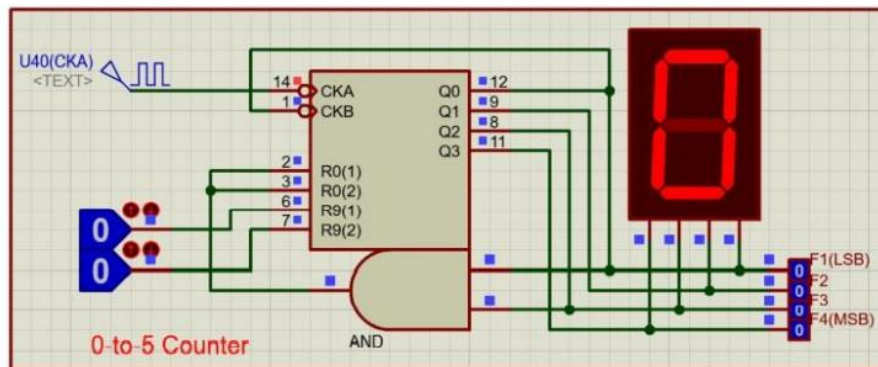 U40(CKA)
<TEXT>
14 CKA Q0 12
1 CKB Q1 9
Q2 8
Q3 11
2 R0(1)
3 R0(2)
6 R9(1)
7 R9(2)
0
0
F1(LSB)
0
F2
0
F3
0
F4(MSB)
0
AND
0-to-5 Counter